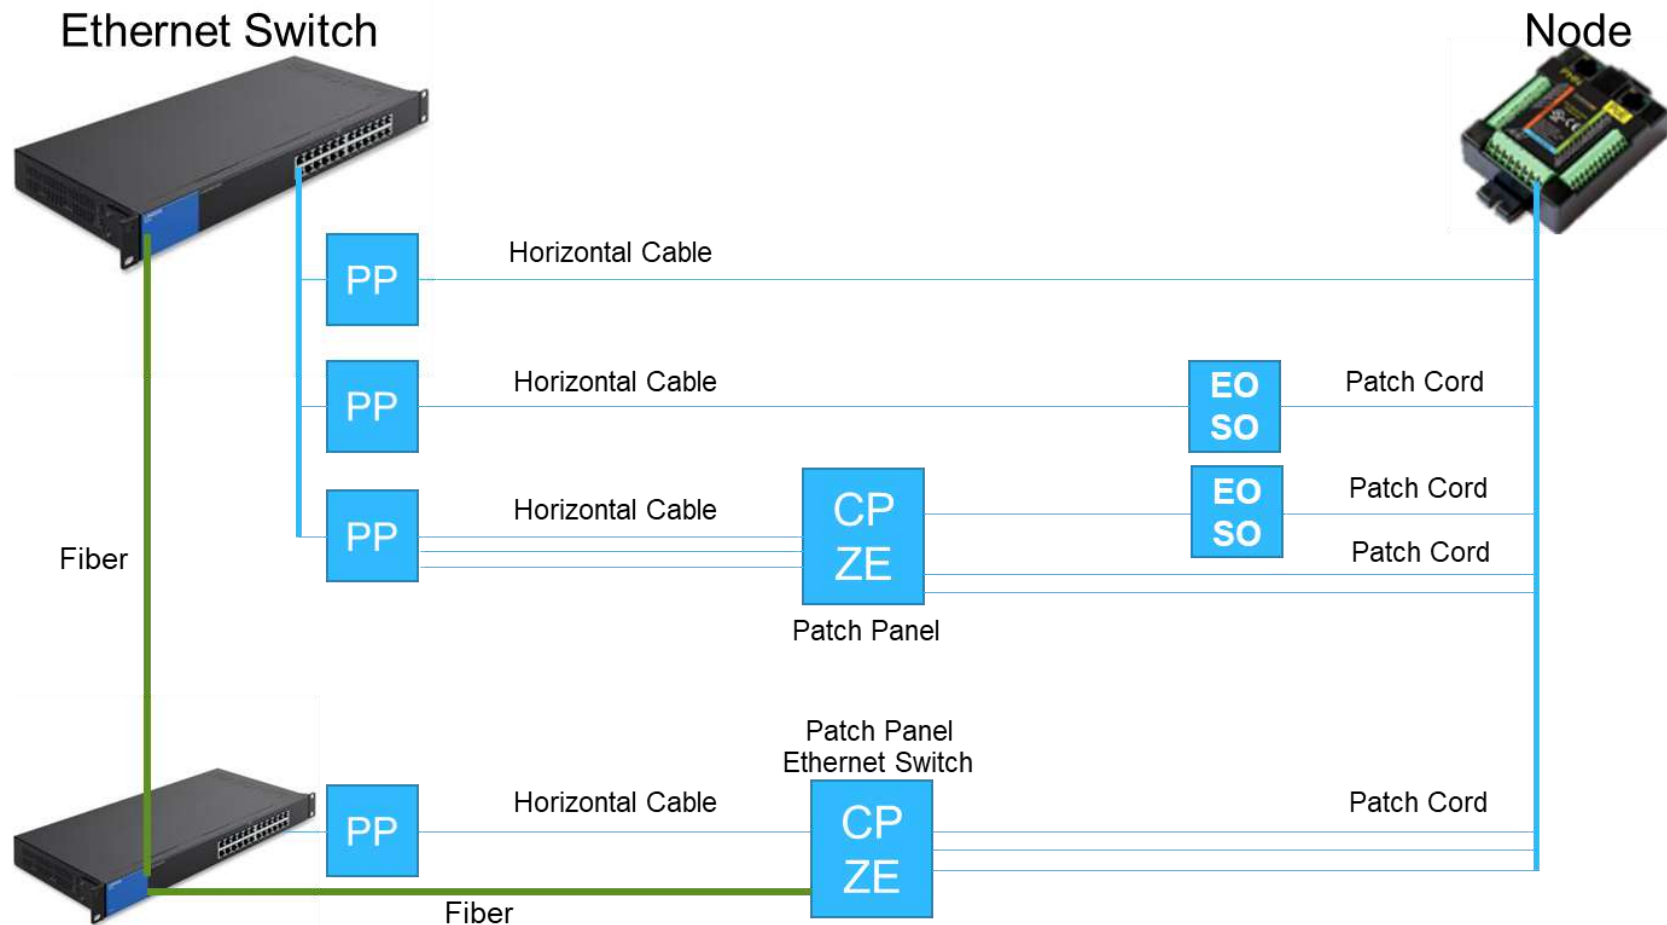 Ethernet Switch
Node
PP
Horizontal Cable
PP
Horizontal Cable
EO
SO
Patch Cord
PP
Horizontal Cable
CP
ZE
EO
SO
Patch Cord
Patch Cord
Fiber
Patch Panel
Patch Panel
Ethernet Switch
PP
Horizontal Cable
CP
ZE
Patch Cord
Fiber